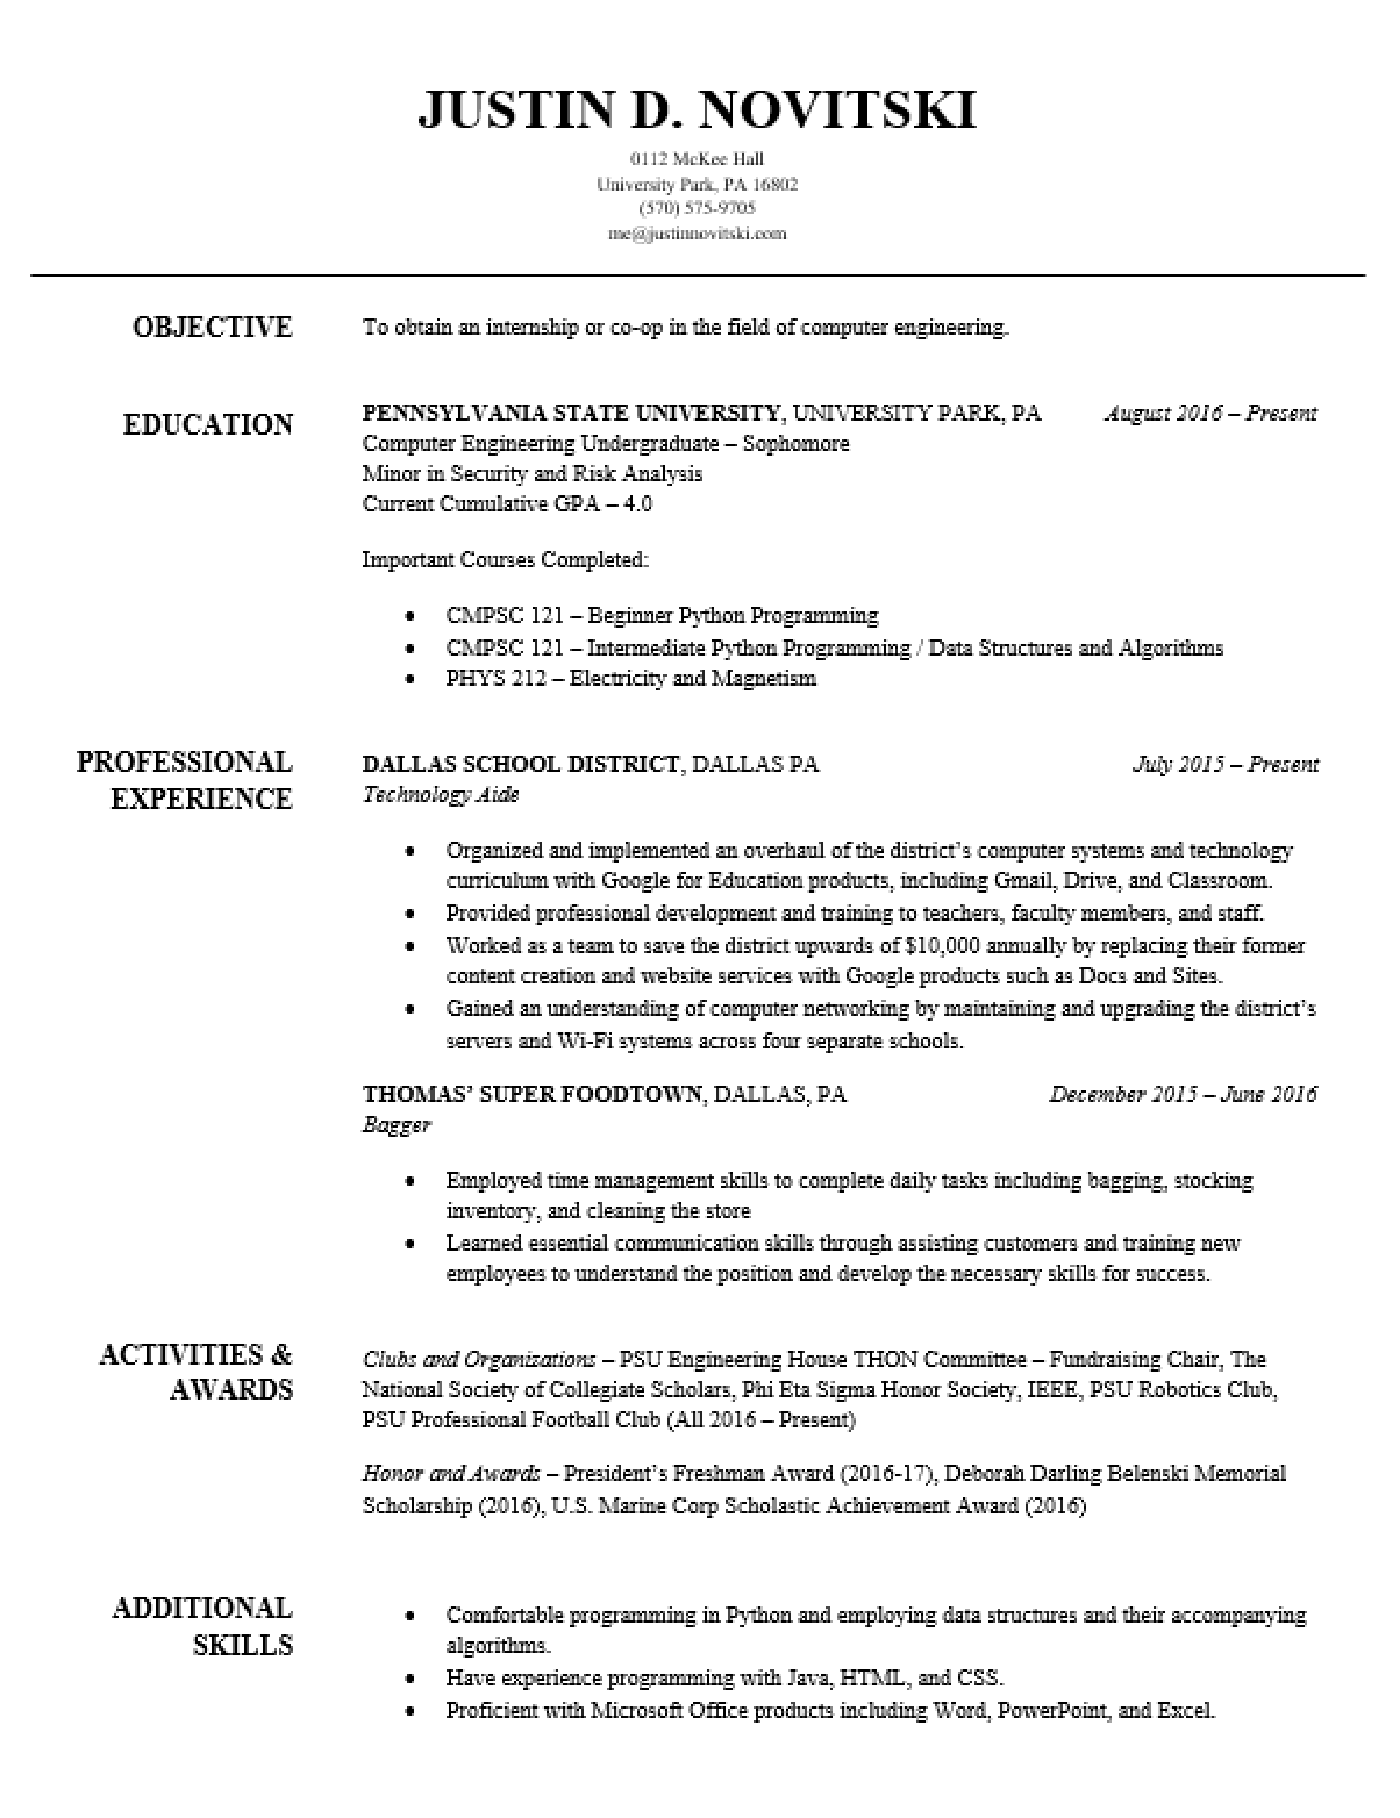 JUSTIN D. NOVITSKI
0112 McKee Hall
University Park, PA 16802
(570) 575-9705
me@justinnovitski.com
OBJECTIVE
To obtain an internship or co-op in the field of computer engineering.
EDUCATION
PENNSYLVANIA STATE UNIVERSITY, UNIVERSITY PARK, PA August 2016 – Present
Computer Engineering Undergraduate – Sophomore
Minor in Security and Risk Analysis
Current Cumulative GPA – 4.0
Important Courses Completed:
• CMPSC 121 – Beginner Python Programming
• CMPSC 121 – Intermediate Python Programming / Data Structures and Algorithms
• PHYS 212 – Electricity and Magnetism
PROFESSIONAL
EXPERIENCE
DALLAS SCHOOL DISTRICT, DALLAS PA July 2015 – Present
Technology Aide
• Organized and implemented an overhaul of the district's computer systems and technology
curriculum with Google for Education products, including Gmail, Drive, and Classroom.
• Provided professional development and training to teachers, faculty members, and staff.
• Worked as a team to save the district upwards of $10,000 annually by replacing their former
content creation and website services with Google products such as Docs and Sites.
• Gained an understanding of computer networking by maintaining and upgrading the district's
servers and Wi-Fi systems across four separate schools.
THOMAS' SUPER FOODTOWN, DALLAS, PA December 2015 – June 2016
Bagger
• Employed time management skills to complete daily tasks including bagging, stocking
inventory, and cleaning the store
• Learned essential communication skills through assisting customers and training new
employees to understand the position and develop the necessary skills for success.
ACTIVITIES &
AWARDS
Clubs and Organizations – PSU Engineering House THON Committee – Fundraising Chair, The
National Society of Collegiate Scholars, Phi Eta Sigma Honor Society, IEEE, PSU Robotics Club,
PSU Professional Football Club (All 2016 – Present)
Honor and Awards – President's Freshman Award (2016-17), Deborah Darling Belenski Memorial
Scholarship (2016), U.S. Marine Corp Scholastic Achievement Award (2016)
ADDITIONAL
SKILLS
• Comfortable programming in Python and employing data structures and their accompanying
algorithms.
• Have experience programming with Java, HTML, and CSS.
• Proficient with Microsoft Office products including Word, PowerPoint, and Excel.